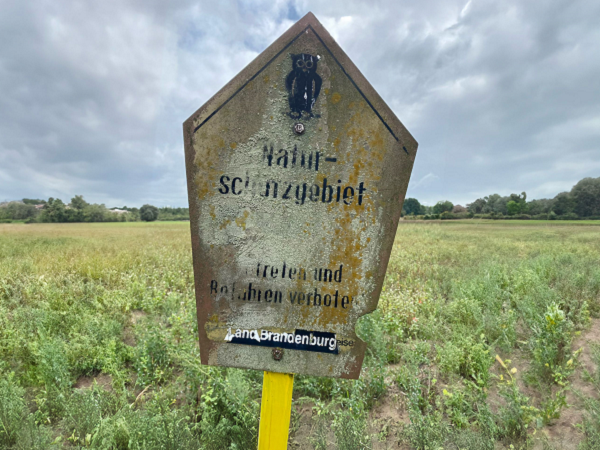 Natur-
schutzgebiet
treten und
Befahren verbote
Land Brandenburg